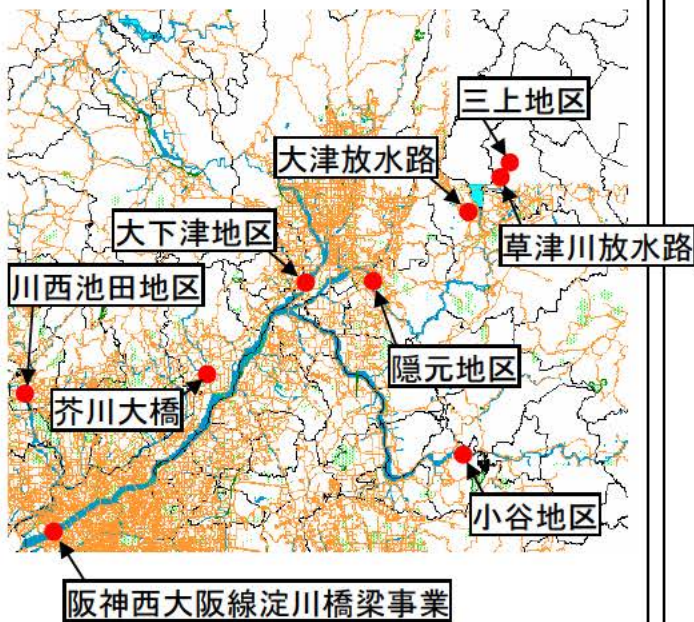 三上地区
大津放水路
大下津地区
草津川放水路
川西池田地区
隠元地区
芥川大橋
小谷地区
阪神西大阪線淀川橋梁事業